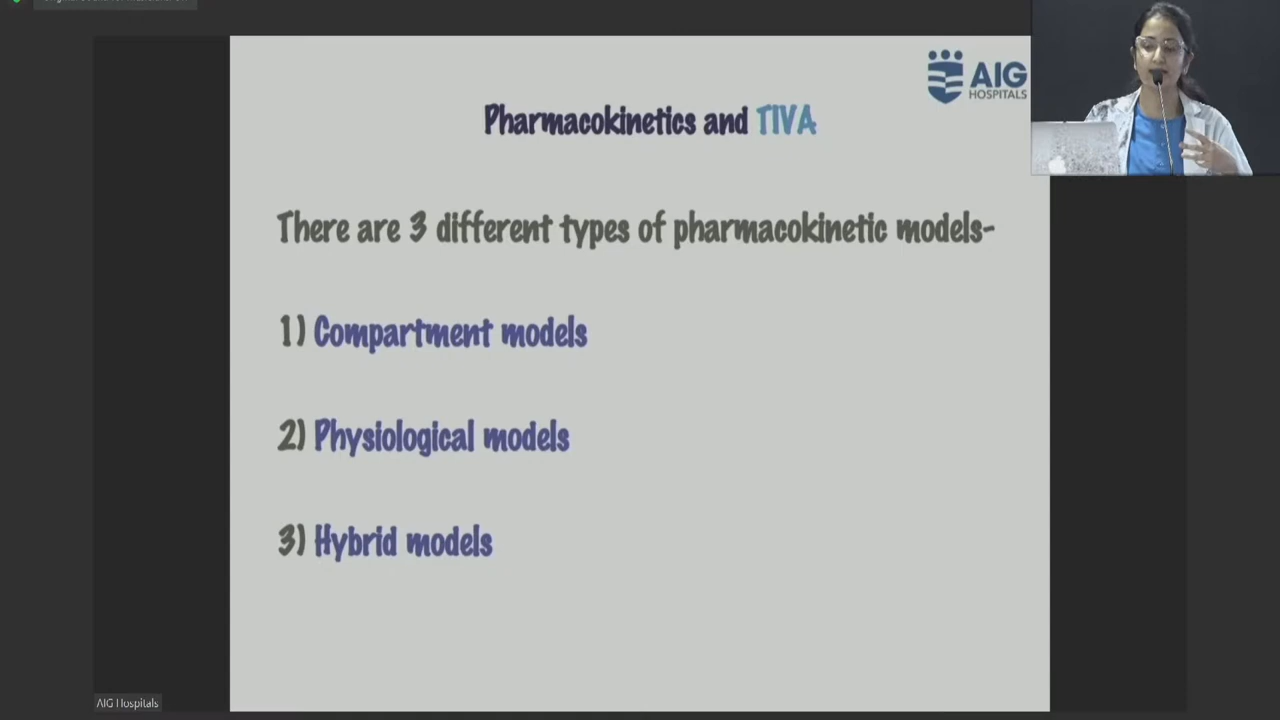 AIG
HOSPITALS
Pharmacokinetics and TIVA
There are 3 different types of pharmacokinetic models-
1) Compartment models
2) Physiological models
3) Hybrid models
AIG Hospitals